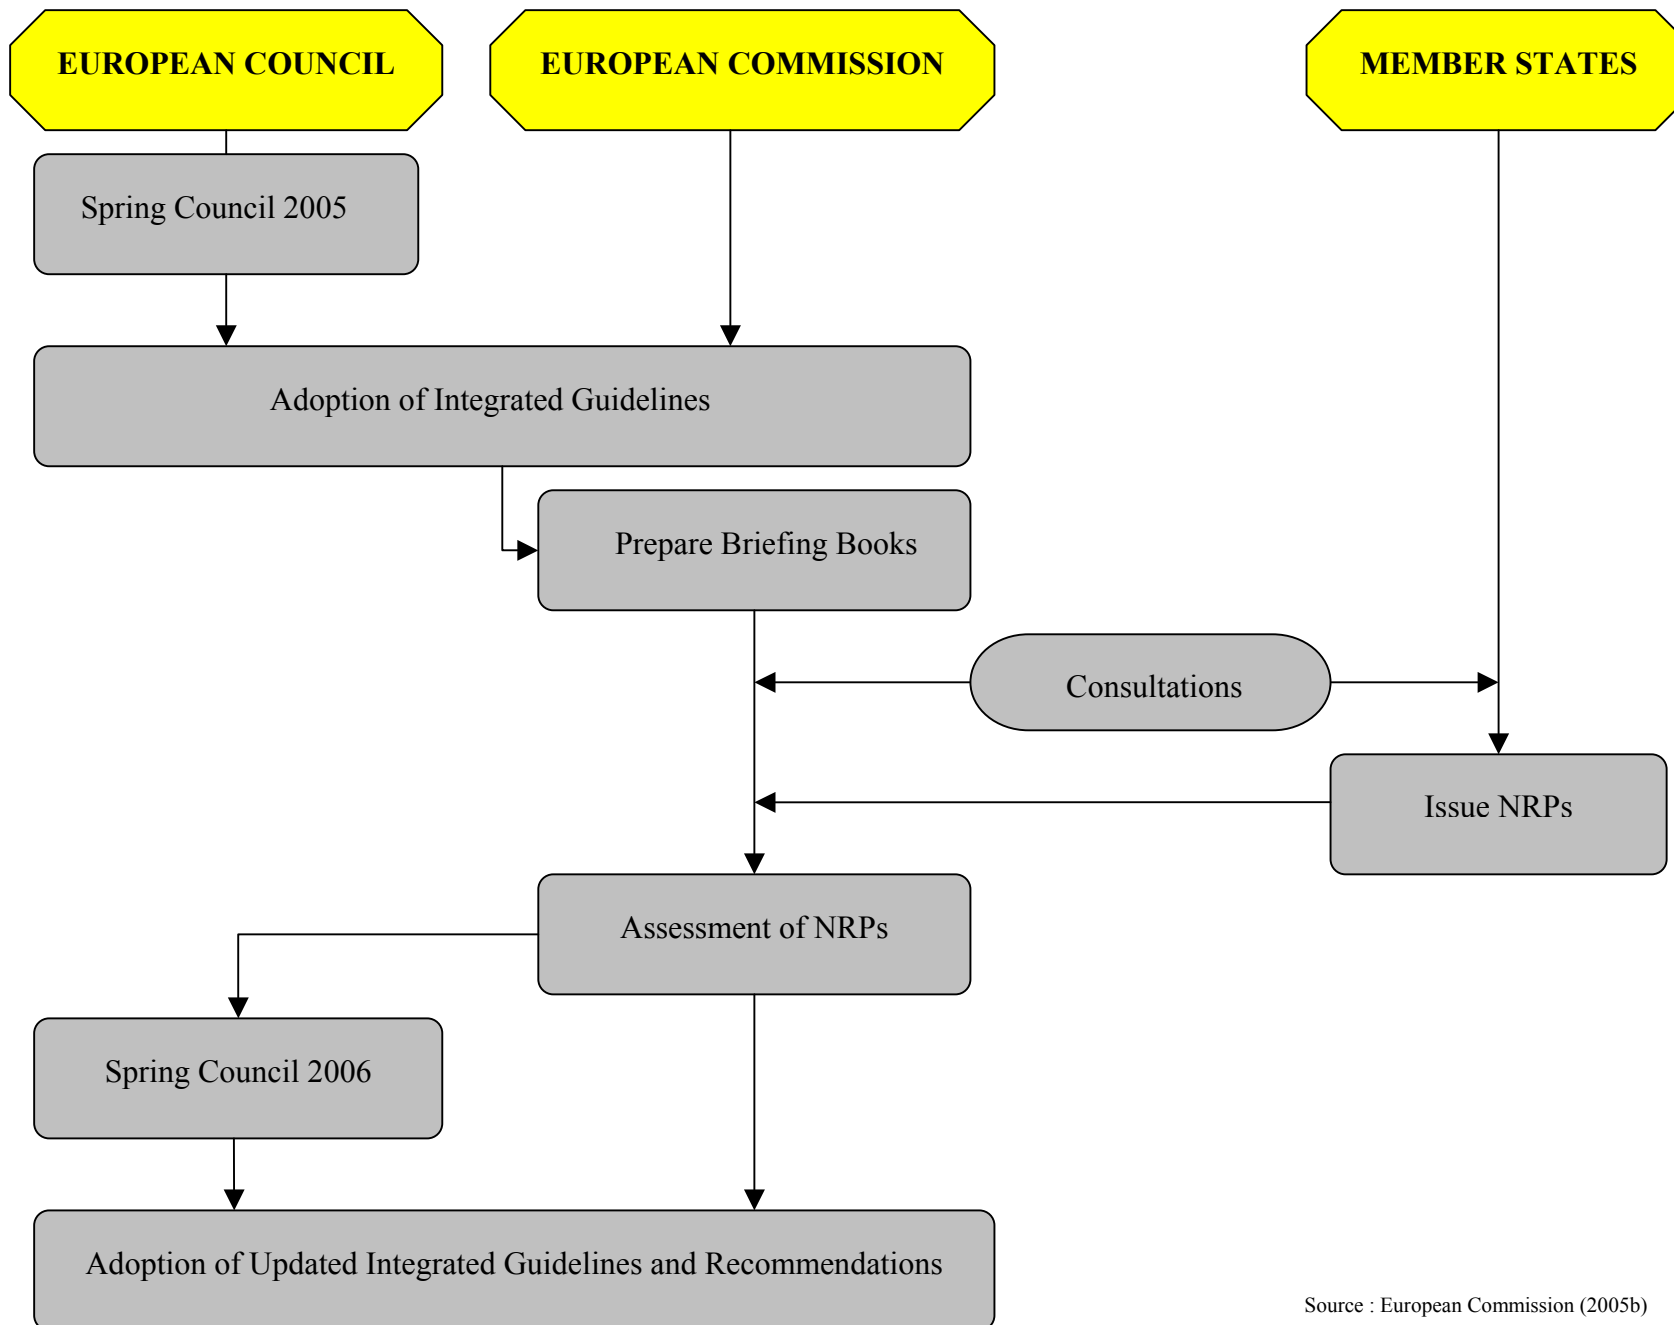 EUROPEAN COUNCIL
EUROPEAN COMMISSION
MEMBER STATES
Spring Council 2005
Adoption of Integrated Guidelines
Prepare Briefing Books
Consultations
Issue NRPs
Assessment of NRPs
Spring Council 2006
Adoption of Updated Integrated Guidelines and Recommendations
Source : European Commission (2005b)